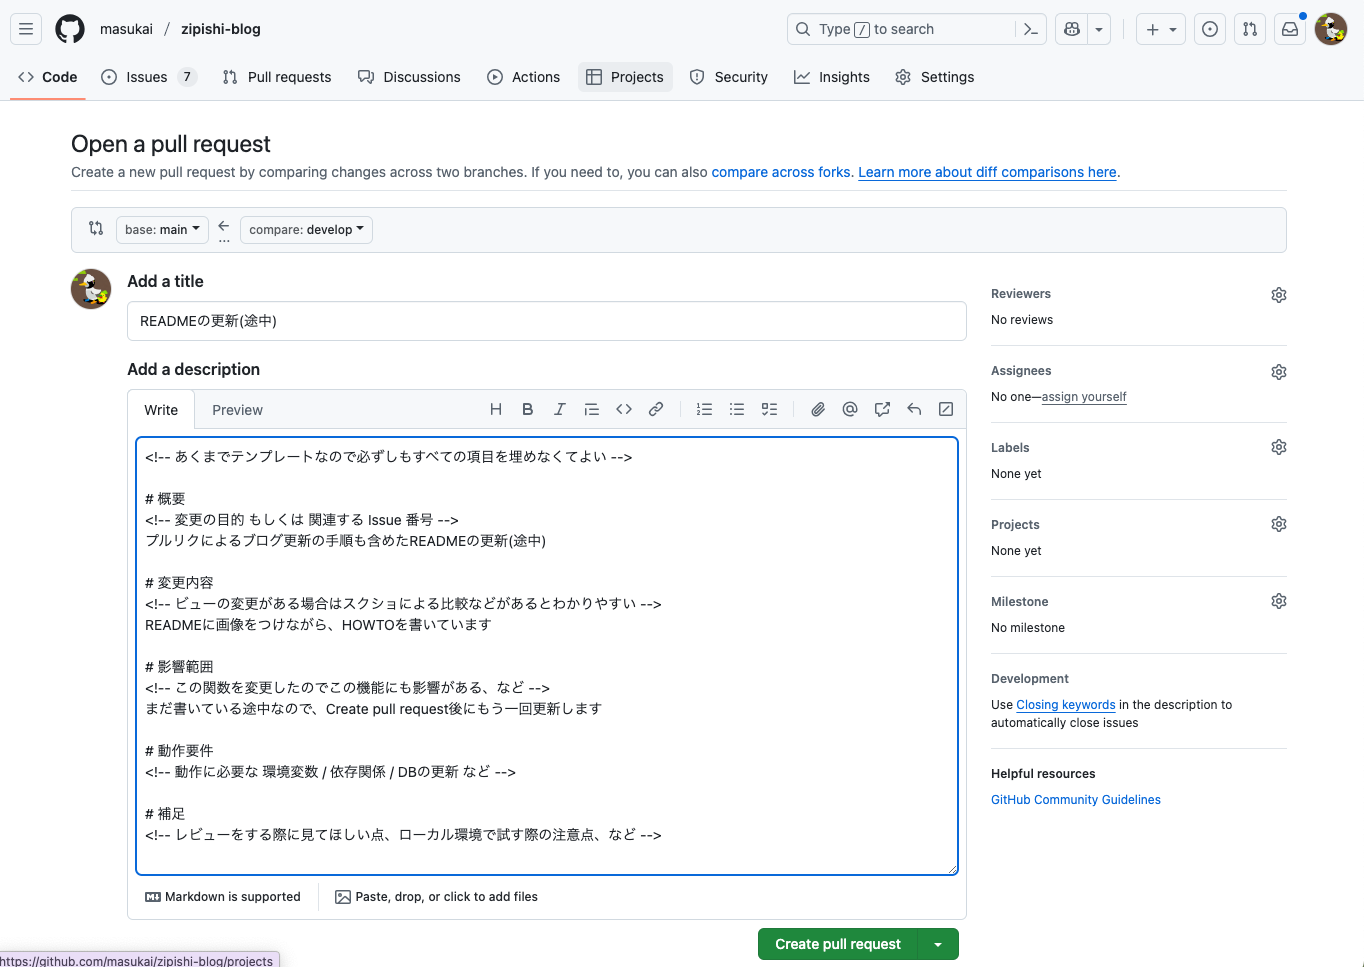 masukai / zipishi-blog
Type / to search
Code
Issues 7
Pull requests
Discussions
Actions
Projects
Security
Insights
Settings
Open a pull request
Create a new pull request by comparing changes across two branches. If you need to, you can also compare across forks. Learn more about diff comparisons here.
base: main
...
compare: develop
Add a title
READMEの更新(途中)
Add a description
Write
Preview
<!-- あくまでテンプレートなので必ずしもすべての項目を埋めなくてよい -->
# 概要
<!-- 変更の目的 もしくは 関連する Issue 番号 -->
プルリクによるブログ更新の手順も含めたREADMEの更新(途中)
# 変更内容
<!-- ビューの変更がある場合はスクショによる比較などがあるとわかりやすい -->
READMEに画像をつけながら、HOWTOを書いています
# 影響範囲
<!-- この関数を変更したのでこの機能にも影響がある、など -->
まだ書いている途中なので、Create pull request後にもう一回更新します
# 動作要件
<!-- 動作に必要な 環境変数 / 依存関係 / DBの更新 など -->
# 補足
<!-- レビューをする際に見てほしい点、ローカル環境で試す際の注意点、など -->
Markdown is supported
Paste, drop, or click to add files
Create pull request
Reviewers
No reviews
Assignees
No one—assign yourself
Labels
None yet
Projects
None yet
Milestone
No milestone
Development
Use Closing keywords in the description to
automatically close issues
Helpful resources
GitHub Community Guidelines
https://github.com/masukai/zipishi-blog/projects